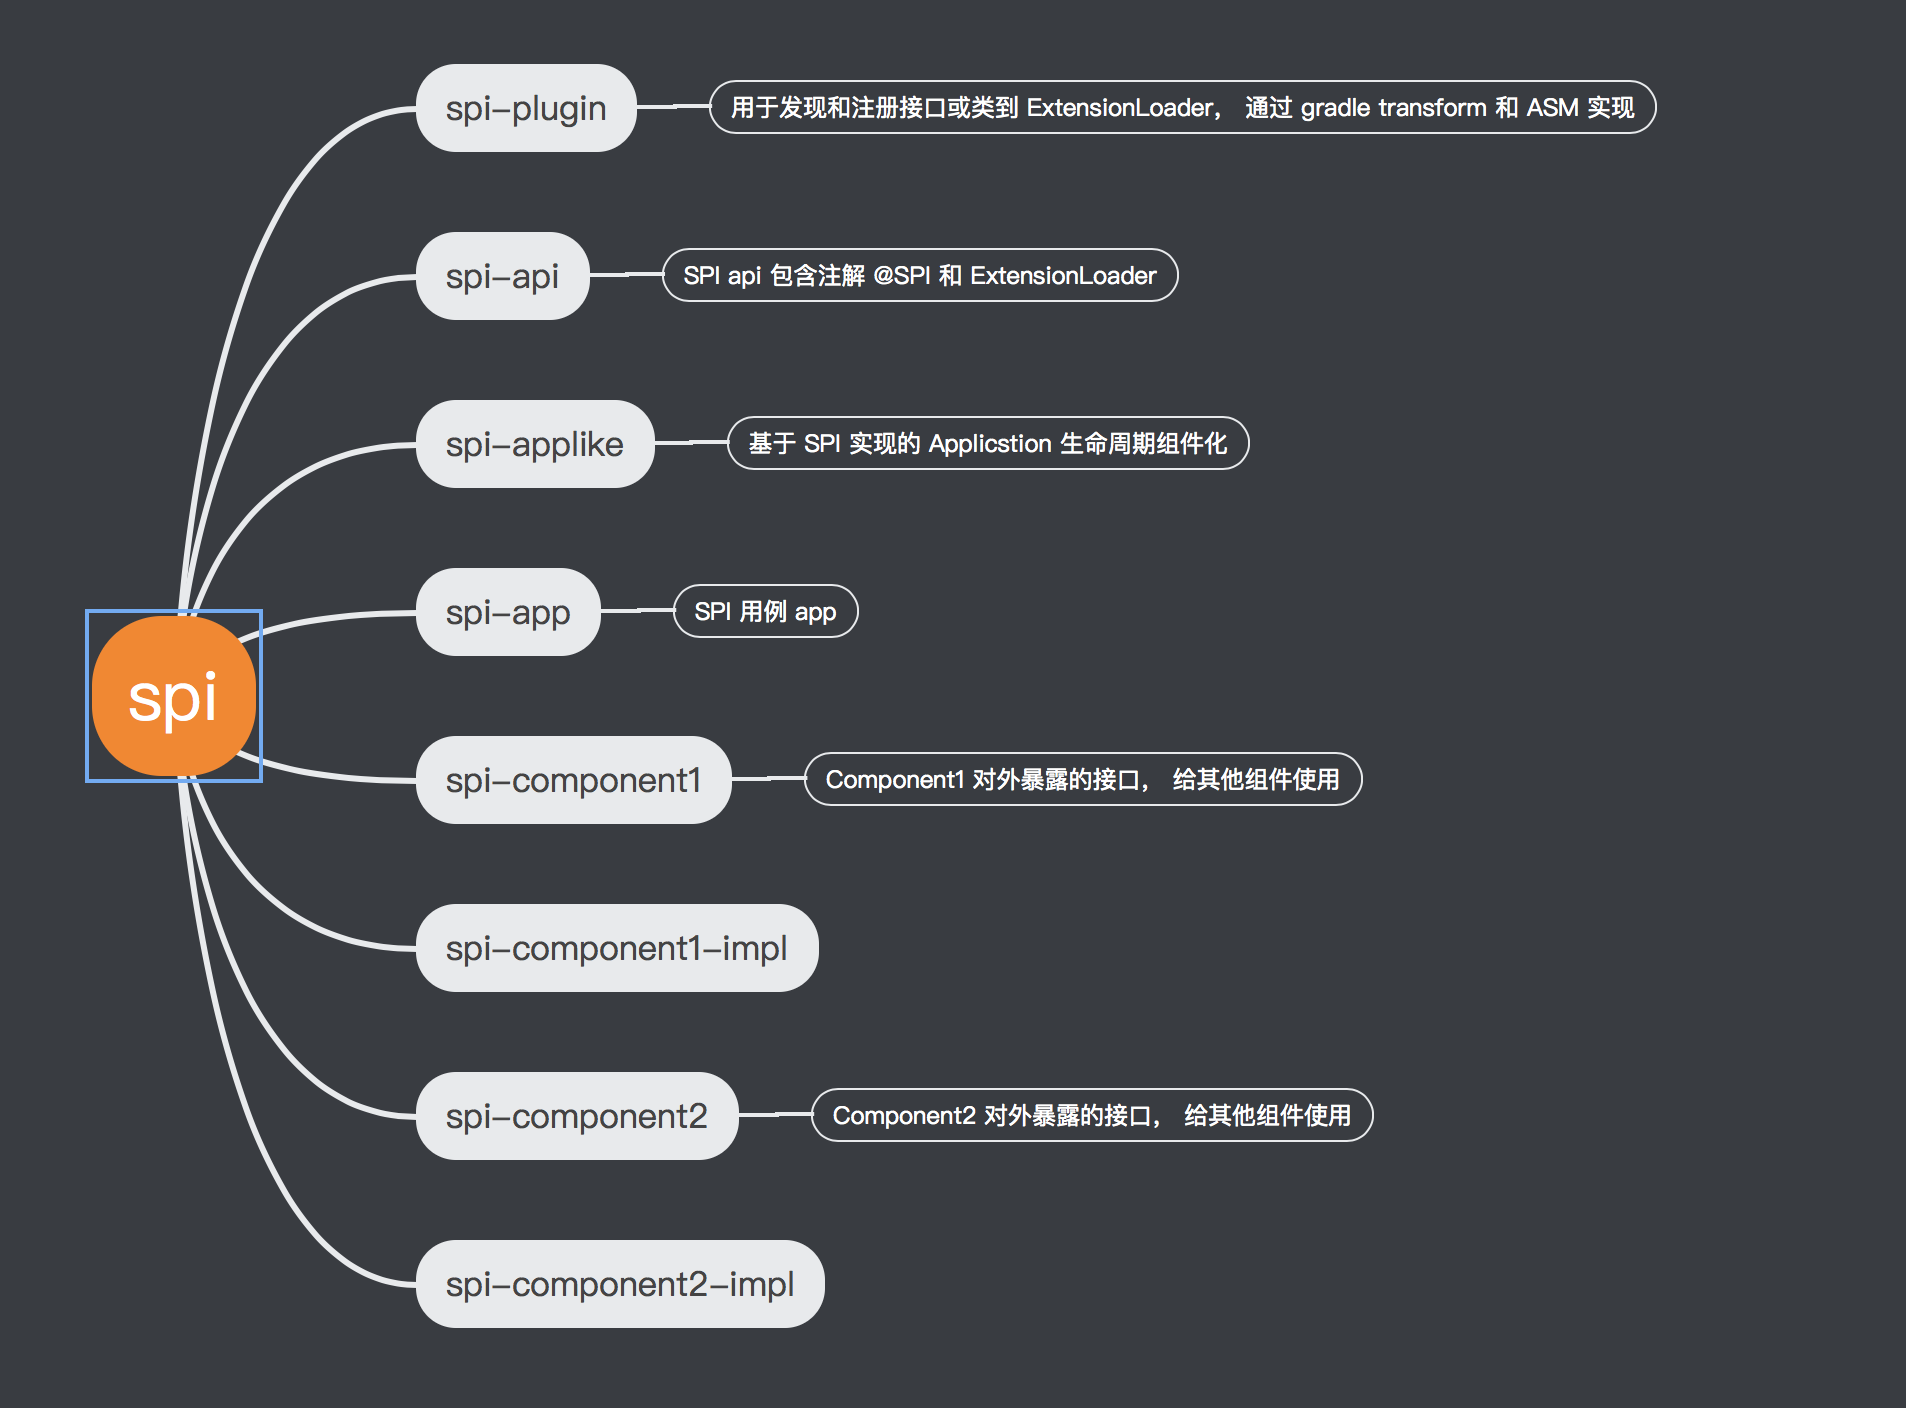 spi-plugin
用于发现和注册接口或类到 ExtensionLoader， 通过 gradle transform 和 ASM 实现
spi-api
SPI api 包含注解 @SPI 和 ExtensionLoader
spi-applike
基于 SPI 实现的 Applicstion 生命周期组件化
spi-app
SPI 用例 app
spi
spi-component1
Component1 对外暴露的接口， 给其他组件使用
spi-component1-impl
spi-component2
Component2 对外暴露的接口， 给其他组件使用
spi-component2-impl